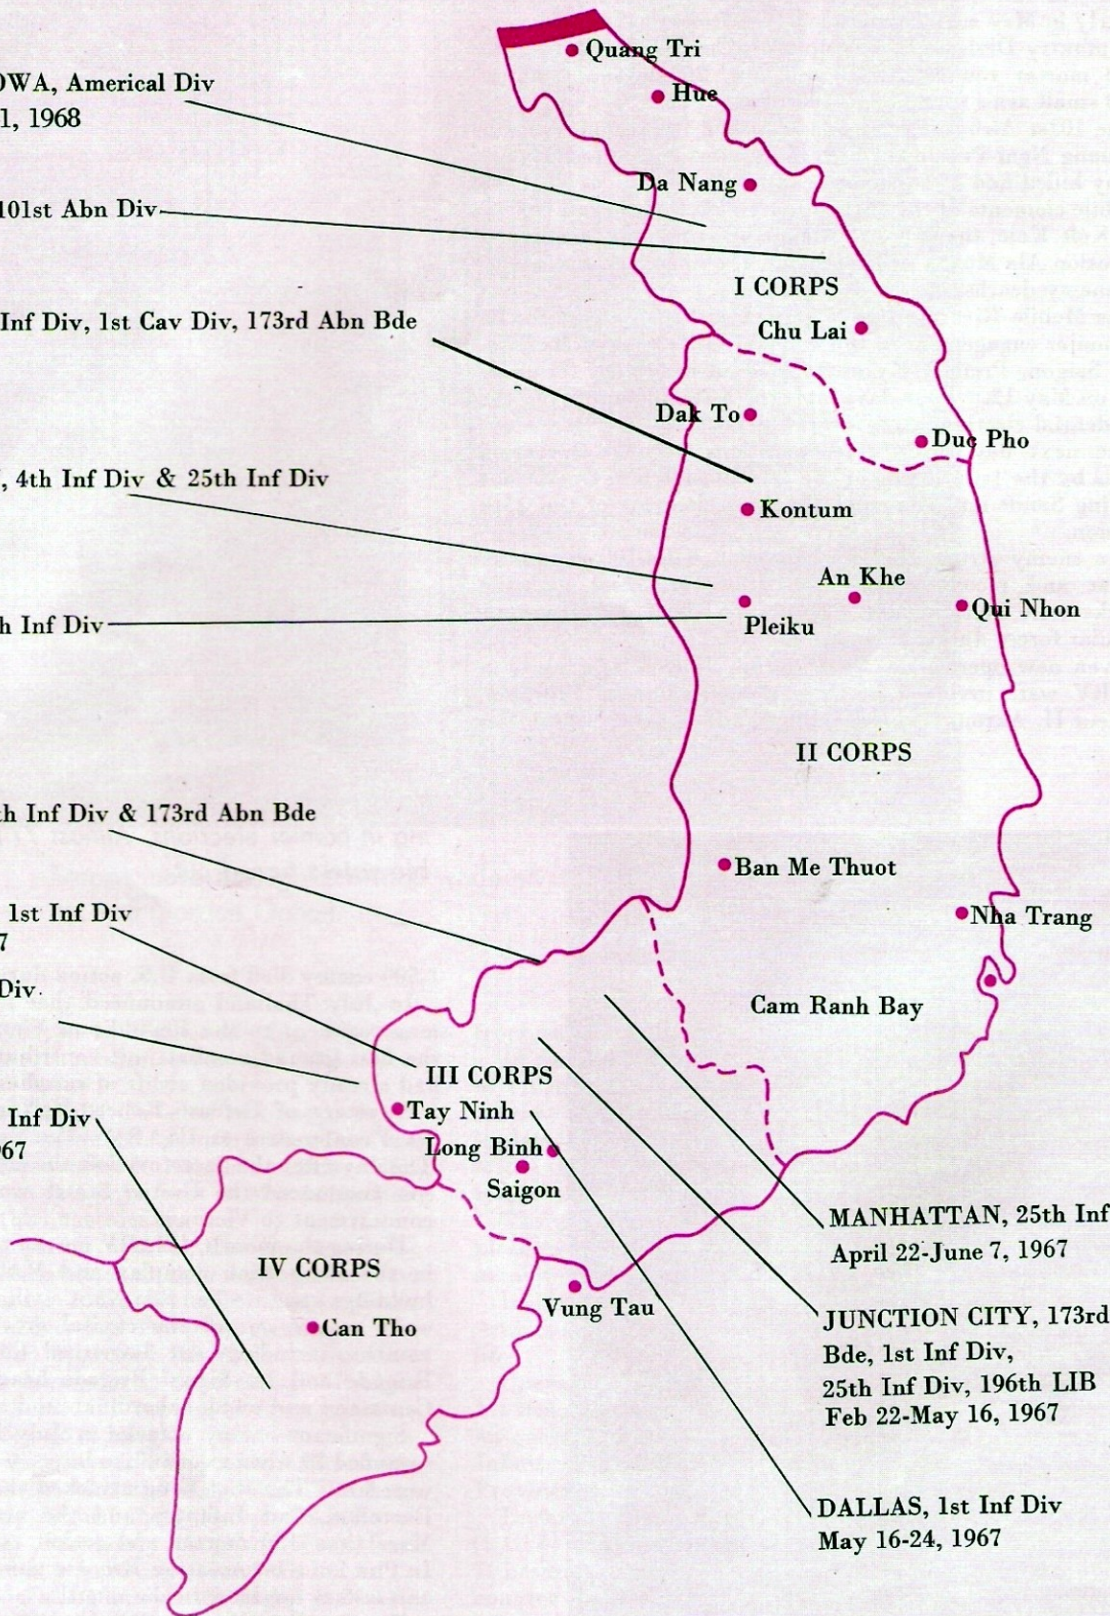 Quang Tri
Hue
Americal Div
1, 1968
Da Nang
101st Abn Div
I CORPS
Inf Div, 1st Cav Div, 173rd Abn Bde
Chu Lai
Dak To
Duc Pho
, 4th Inf Div & 25th Inf Div
Kontum
An Khe
Qui Nhon
Pleiku
h Inf Div
II CORPS
th Inf Div & 173rd Abn Bde
Ban Me Thuot
1st Inf Div
7
Nha Trang
Div
Cam Ranh Bay
III CORPS
Tay Ninh
Inf Div
67
Long Binh
Saigon
MANHATTAN, 25th Inf
April 22-June 7, 1967
IV CORPS
Vung Tau
Can Tho
JUNCTION CITY, 173rd
Bde, 1st Inf Div,
25th Inf Div, 196th LIB
Feb 22-May 16, 1967
DALLAS, 1st Inf Div
May 16-24, 1967